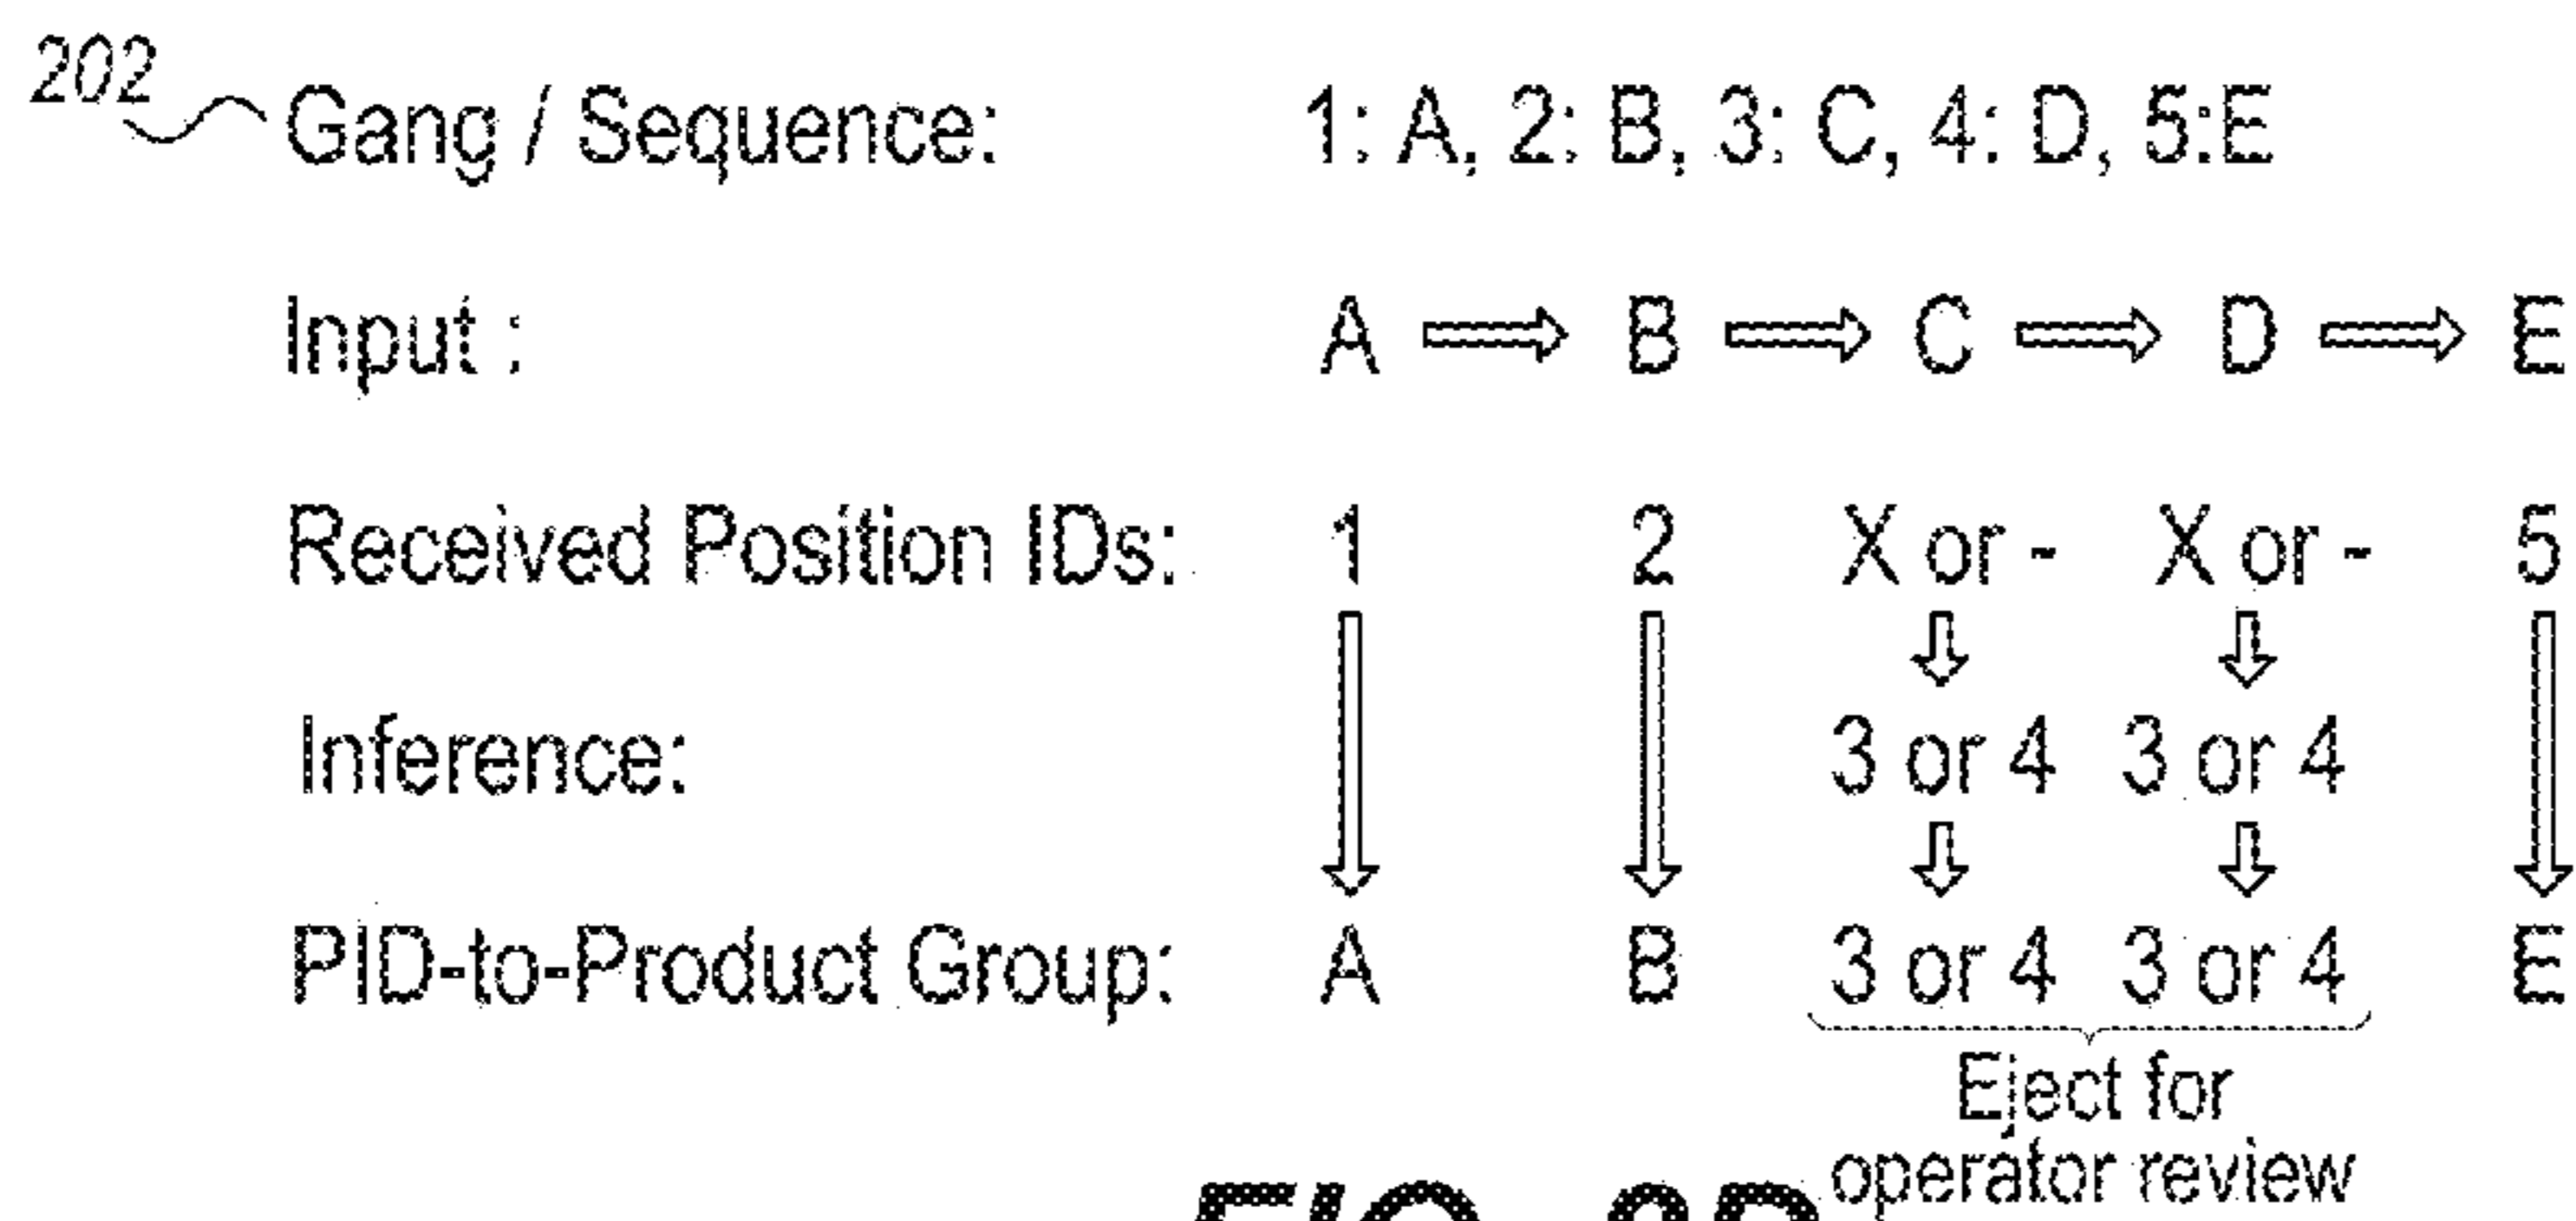 202
Gang / Sequence: 1: A, 2: B, 3: C, 4: D, 5:E
Input : A ⇒ B ⇒ C ⇒ D ⇒ E
Received Position IDs: 1 2 X or - X or - 5
Inference: 3 or 4 3 or 4
PID-to-Product Group: A B 3 or 4 3 or 4 E
Eject for
operator review